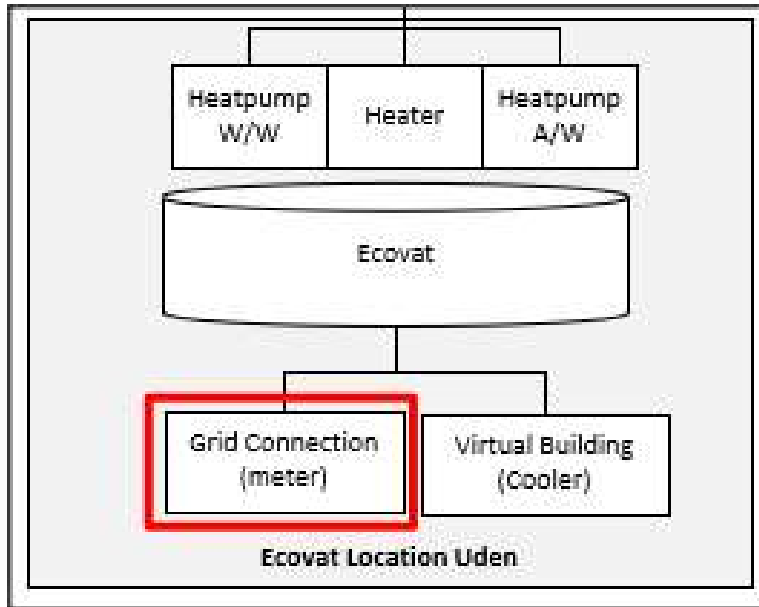 Heatpump
W/W
Heater
Heatpump
A/W
Ecovat
Grid Connection
(meter)
Virtual Building
(Cooler)
Ecovat Location Uden